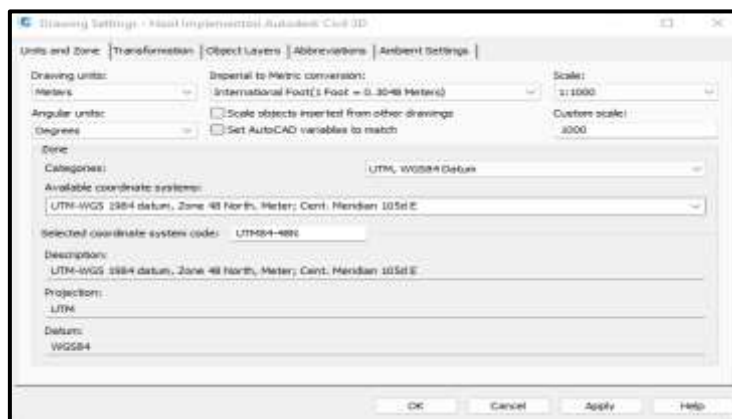 Drawing Settings - Najd Implemented Autodesk Civil 3D
Units and Zone Transformation Object Layers Abbreviations Ambient Settings
Drawing units: Imperial to Metric conversion: Scale:
Meters International Foot(1 Foot = 0.3048 Meters) 1:1000
Angular units: Scale objects inserted from other drawings Custom scale:
Degrees Set AutoCAD variables to match 1000
Zone
Categories: UTM, WGS84 Datum
Available coordinate systems:
UTM-WGS 1984 datum, Zone 48 North, Meter; Cent. Meridian 105d E
Selected coordinate system code: UTM84-48N
Description:
UTM-WGS 1984 datum, Zone 48 North, Meter; Cent. Meridian 105d E
Projection:
UTM
Datum:
WGS84
OK Cancel Apply Help